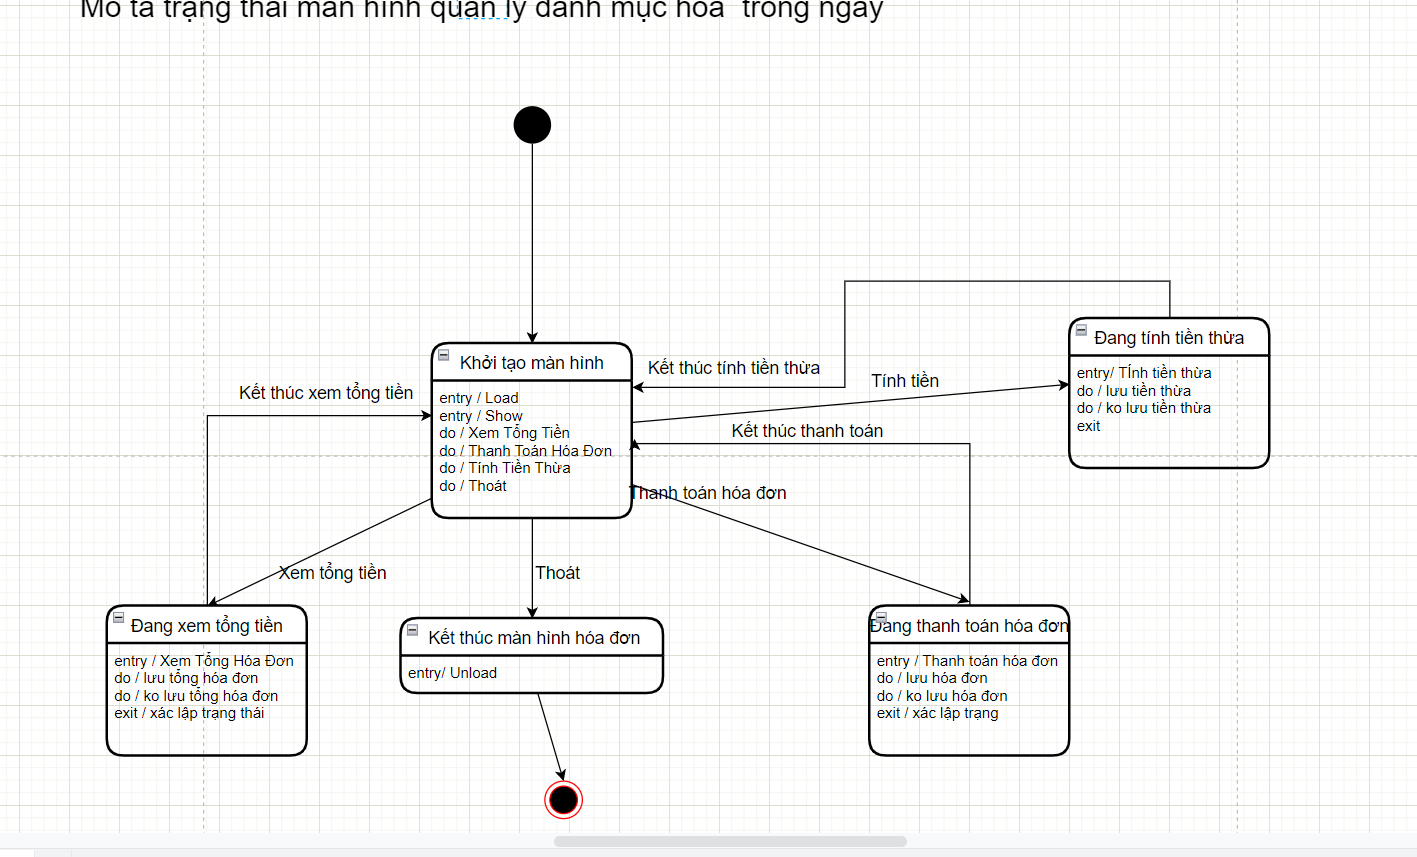 Mô tả trạng thái màn hình quản lý danh mục hóa trong ngày
Khởi tạo màn hình
entry / Load
entry / Show
do / Xem Tổng Tiền
do / Thanh Toán Hóa Đơn
do / Tính Tiền Thừa
do / Thoát
Kết thúc xem tổng tiền
Kết thúc tính tiền thừa
Tính tiền
Kết thúc thanh toán
Thanh toán hóa đơn
Đang tính tiền thừa
entry/ TÍnh tiền thừa
do / lưu tiền thừa
do / ko lưu tiền thừa
exit
Xem tổng tiền
Thoát
Đang xem tổng tiền
entry / Xem Tổng Hóa Đơn
do / lưu tổng hóa đơn
do / ko lưu tổng hóa đơn
exit / xác lập trạng thái
Kết thúc màn hình hóa đơn
entry/ Unload
Đang thanh toán hóa đơn
entry / Thanh toán hóa đơn
do / lưu hóa đơn
do / ko lưu hóa đơn
exit / xác lập trạng